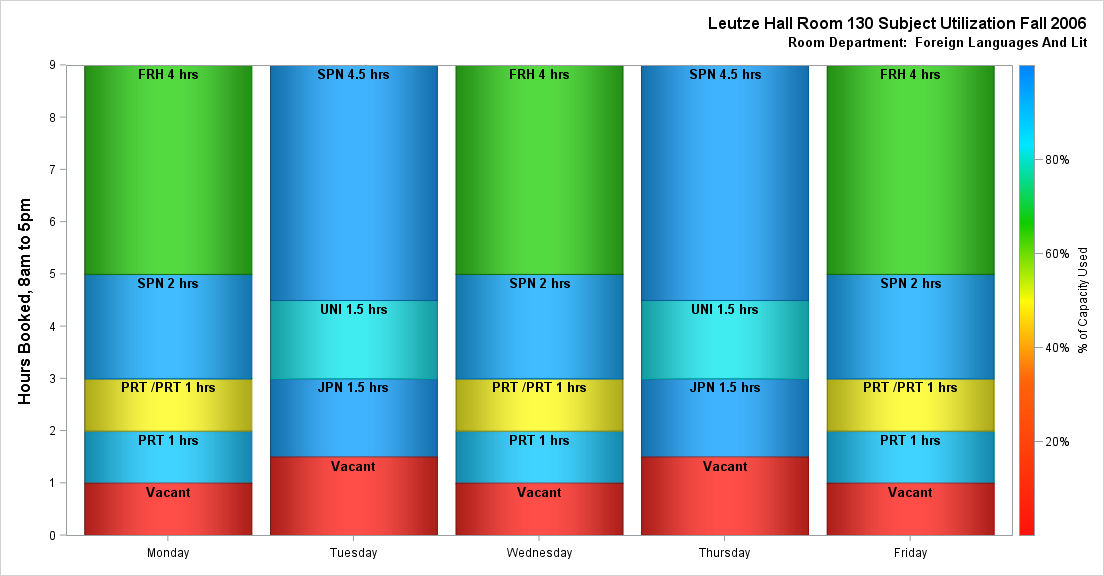 Leutze Hall Room 130 Subject Utilization Fall 2006
Room Department:  Foreign Languages And Lit
Hours Booked, 8am to 5pm
9
8
7
6
5
4
3
2
1
0
FRH 4 hrs
SPN 2 hrs
PRT /PRT 1 hrs
PRT 1 hrs
Vacant
Monday
SPN 4.5 hrs
UNI 1.5 hrs
JPN 1.5 hrs
Vacant
Tuesday
FRH 4 hrs
SPN 2 hrs
PRT /PRT 1 hrs
PRT 1 hrs
Vacant
Wednesday
SPN 4.5 hrs
UNI 1.5 hrs
JPN 1.5 hrs
Vacant
Thursday
FRH 4 hrs
SPN 2 hrs
PRT /PRT 1 hrs
PRT 1 hrs
Vacant
Friday
80%
60%
40%
20%
% of Capacity Used